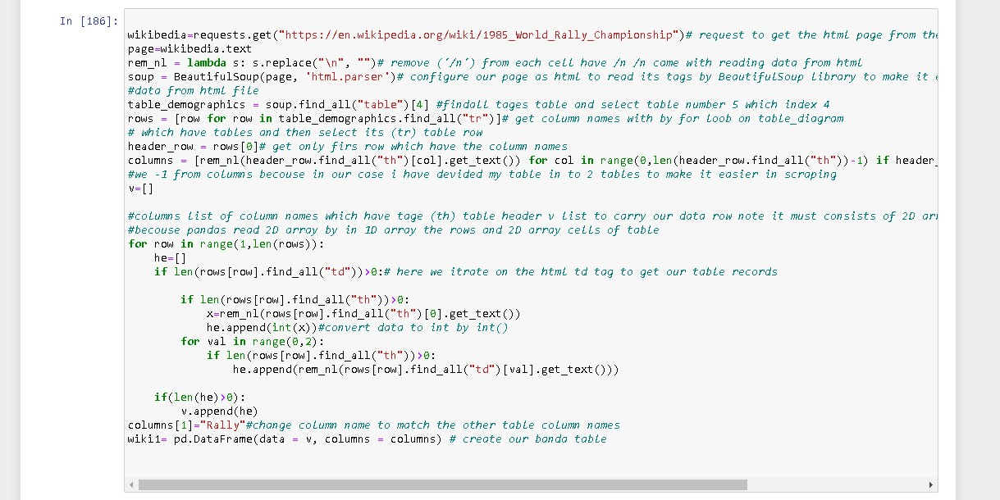 In [186]:
wikibedia=requests.get("https://en.wikipedia.org/wiki/1985_World_Rally_Championship")# request to get the html page from the
page=wikibedia.text
rem_nl = lambda s: s.replace("\n", "")# remove ('/n') from each cell have /n /n came with reading data from html
soup = BeautifulSoup(page, 'html.parser')# configure our page as html to read its tags by BeautifulSoup library to make it
#data from html file
table_demographics = soup.find_all("table")[4] #findall tages table and select table number 5 which index 4
rows = [row for row in table_demographics.find_all("tr")]# get column names with by for loob on table_diagram
# which have tables and then select its (tr) table row
header_row = rows[0]# get only firs row which have the column names
columns = [rem_nl(header_row.find_all("th")[col].get_text()) for col in range(0,len(header_row.find_all("th"))-1) if header_
#we -1 from columns becouse in our case i have devided my table in to 2 tables to make it easier in scraping
v=[]
#columns list of column names which have tage (th) table header v list to carry our data row note it must consists of 2D arr
#becouse pandas read 2D array by in 1D array the rows and 2D array cells of table
for row in range(1,len(rows)):
he=[]
if len(rows[row].find_all("td"))>0:# here we itrate on the html td tag to get our table records
if len(rows[row].find_all("th"))>0:
x=rem_nl(rows[row].find_all("th")[0].get_text())
he.append(int(x))#convert data to int by int()
for val in range(0,2):
if len(rows[row].find_all("th"))>0:
he.append(rem_nl(rows[row].find_all("td")[val].get_text()))
if(len(he)>0):
v.append(he)
columns[1]="Rally"#change column name to match the other table column names
wiki1= pd.DataFrame(data = v, columns = columns) # create our banda table